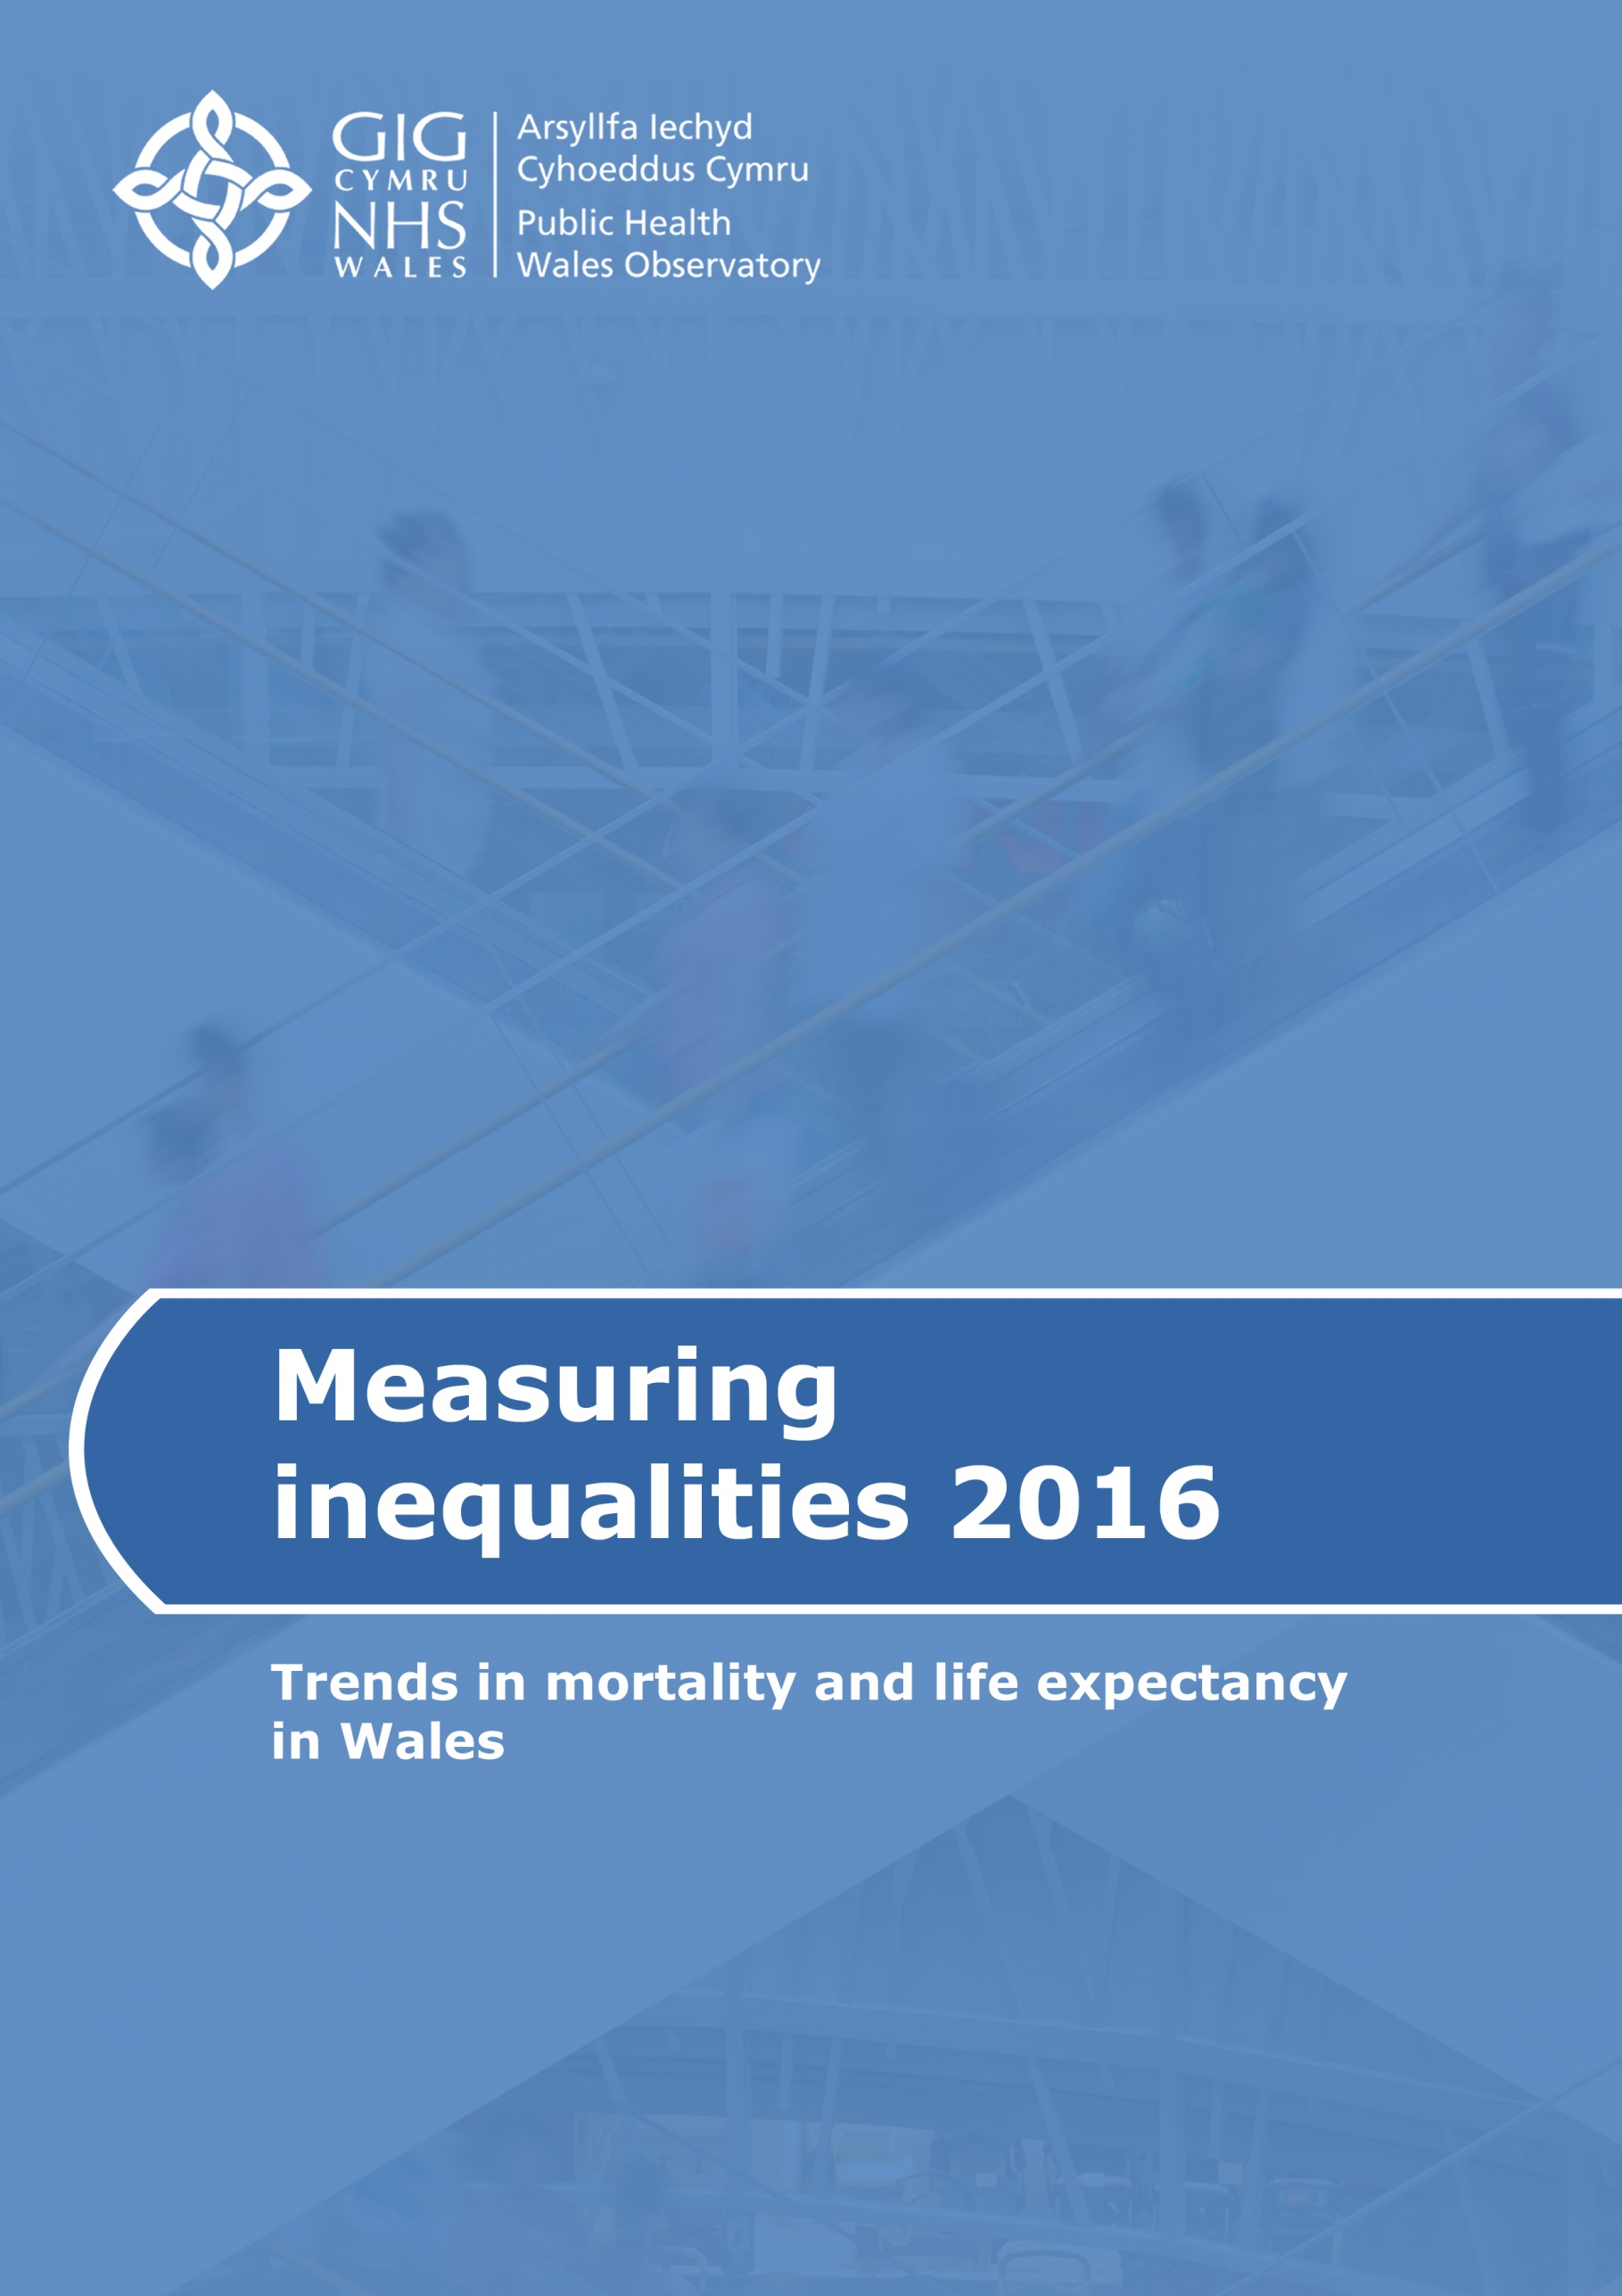 GIG
CYMRU
NHS
WALES
Arsyllfa Iechyd
Cyhoeddus Cymru
Public Health
Wales Observatory
Measuring
inequalities 2016
Trends in mortality and life expectancy
in Wales